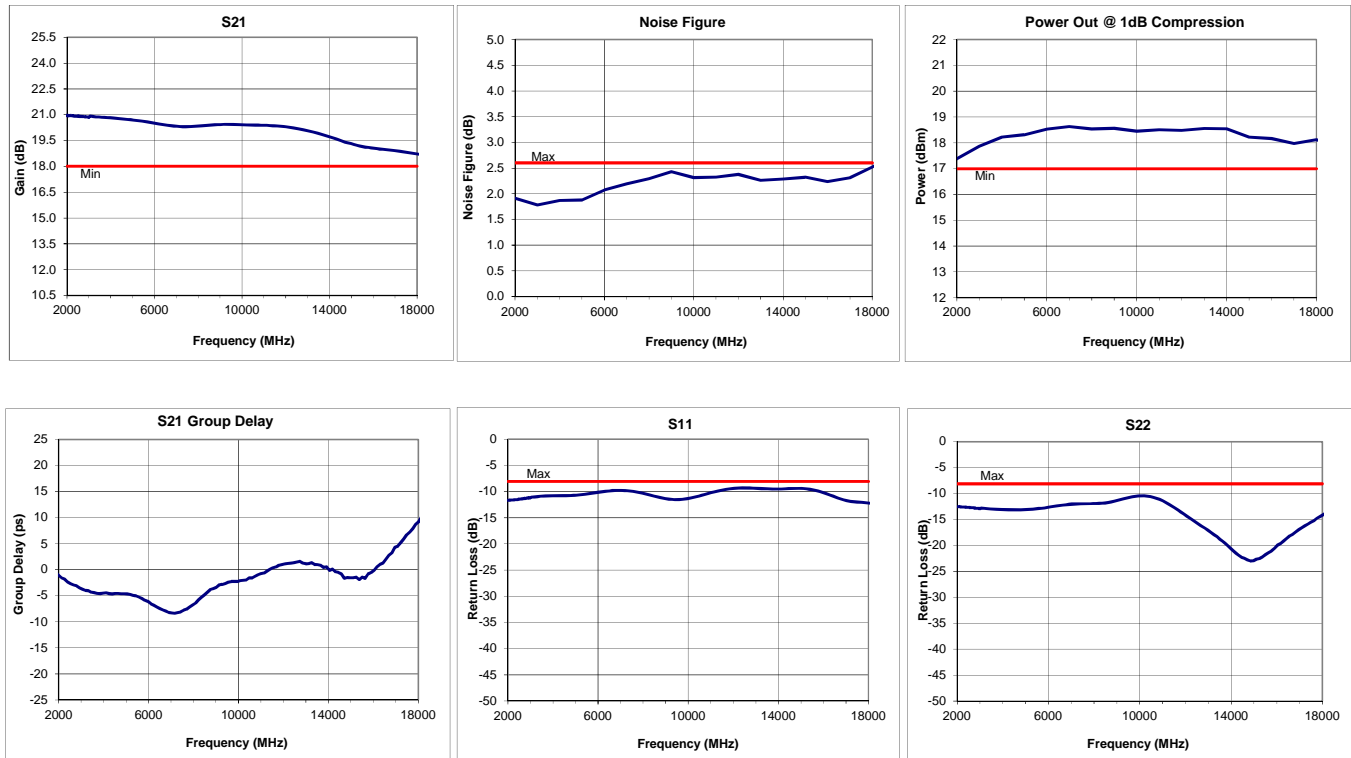 S21
Gain (dB)
25.5
24.0
22.5
21.0
19.5
18.0
16.5
15.0
13.5
12.0
10.5
Min
2000 6000 10000 14000 18000
Frequency (MHz)
Noise Figure
Noise Figure (dB)
5.0
4.5
4.0
3.5
3.0
2.5
2.0
1.5
1.0
0.5
0.0
Max
2000 6000 10000 14000 18000
Frequency (MHz)
Power Out @ 1dB Compression
Power (dBm)
22
21
20
19
18
17
16
15
14
13
12
Min
2000 6000 10000 14000 18000
Frequency (MHz)
S21 Group Delay
Group Delay (ps)
25
20
15
10
5
0
-5
-10
-15
-20
-25
2000 6000 10000 14000 18000
Frequency (MHz)
S11
Return Loss (dB)
0
-5
-10
-15
-20
-25
-30
-35
-40
-45
-50
Max
2000 6000 10000 14000 18000
Frequency (MHz)
S22
Return Loss (dB)
0
-5
-10
-15
-20
-25
-30
-35
-40
-45
-50
Max
2000 6000 10000 14000 18000
Frequency (MHz)